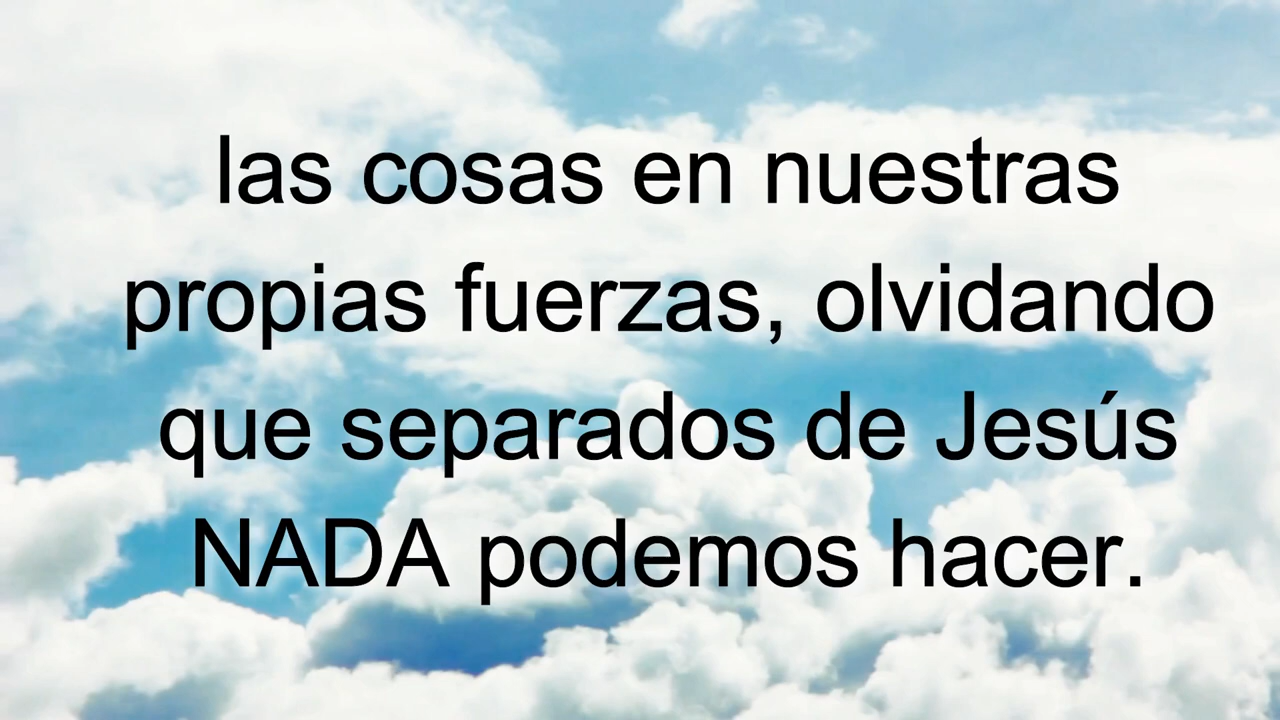 las cosas en nuestras
propias fuerzas, olvidando
que separados de Jesús
NADA podemos hacer.